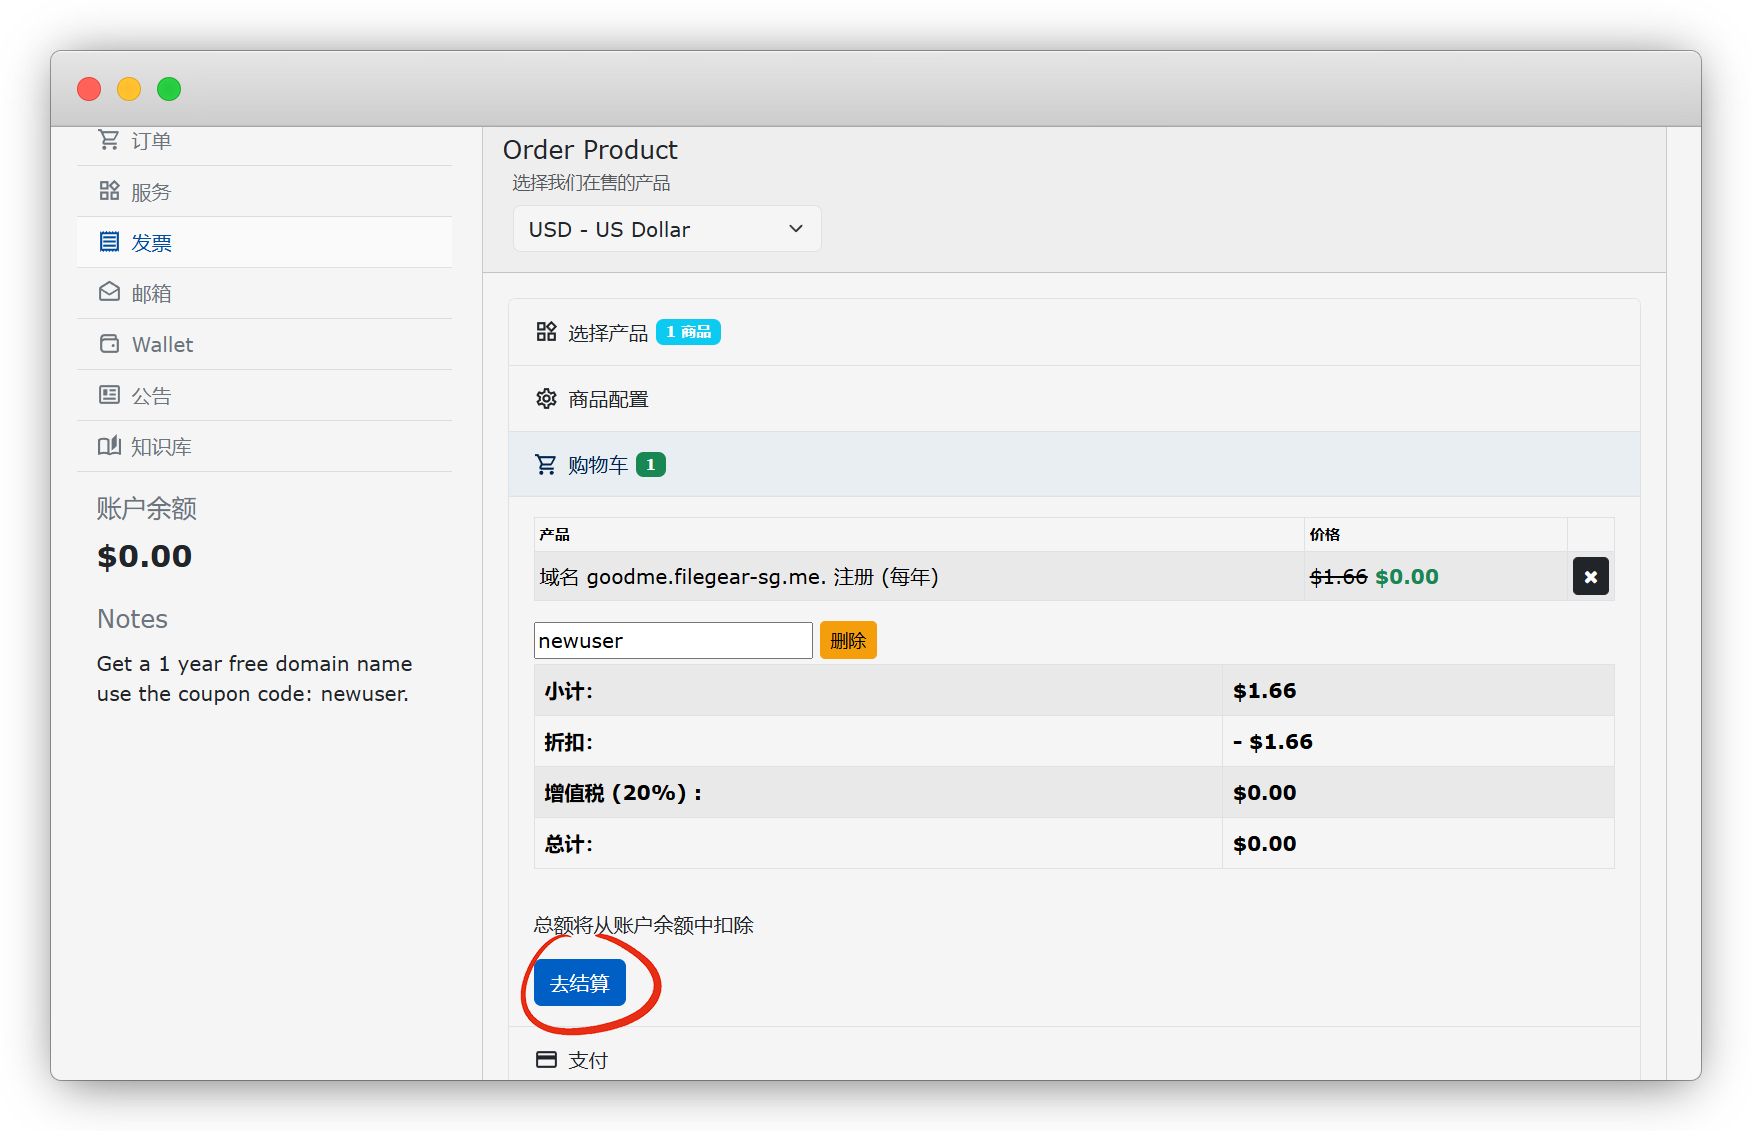 订单
服务
发票
邮箱
Wallet
公告
知识库
账户余额
$0.00
Notes
Get a 1 year free domain name
use the coupon code: newuser.
Order Product
选择我们在售的产品
USD - US Dollar
选择产品 1 商品
商品配置
购物车 1
产品 价格
域名 goodme.filegear-sg.me. 注册 (每年) $1.66 $0.00
newuser 删除
小计: $1.66
折扣: - $1.66
增值税 (20%) : $0.00
总计: $0.00
总额将从账户余额中扣除
去结算
支付